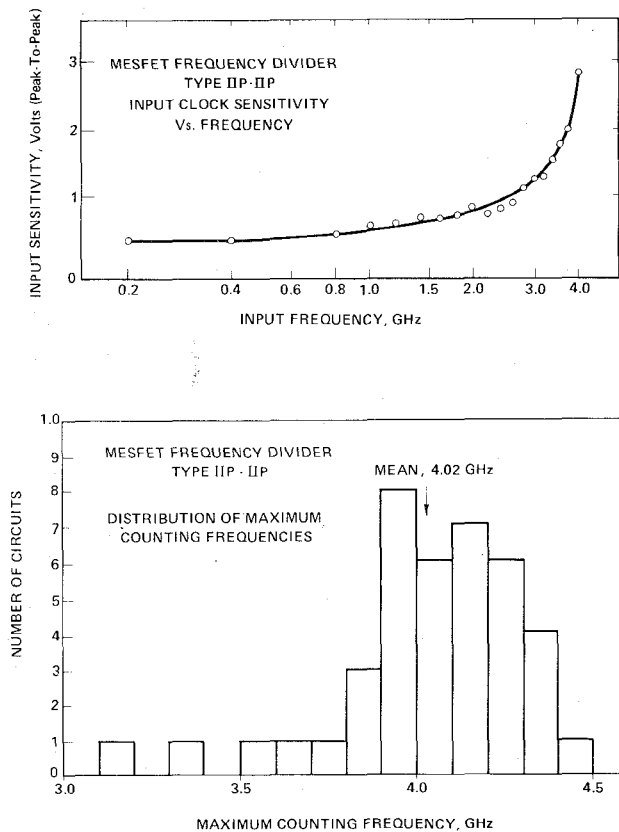 MESFET FREQUENCY DIVIDER
TYPE IIP-IIP
INPUT CLOCK SENSITIVITY
Vs. FREQUENCY
INPUT SENSITIVITY, Volts (Peak-To-Peak)
3
2
1
0
0.2 0.4 0.6 0.8 1.0 1.5 2.0 3.0 4.0
INPUT FREQUENCY, GHz
MESFET FREQUENCY DIVIDER
TYPE IIP - IIP
DISTRIBUTION OF MAXIMUM
COUNTING FREQUENCIES
MEAN, 4.02 GHz
NUMBER OF CIRCUITS
1.0
9
8
7
6
5
4
3
2
1
0
3.0 3.5 4.0 4.5
MAXIMUM COUNTING FREQUENCY, GHz